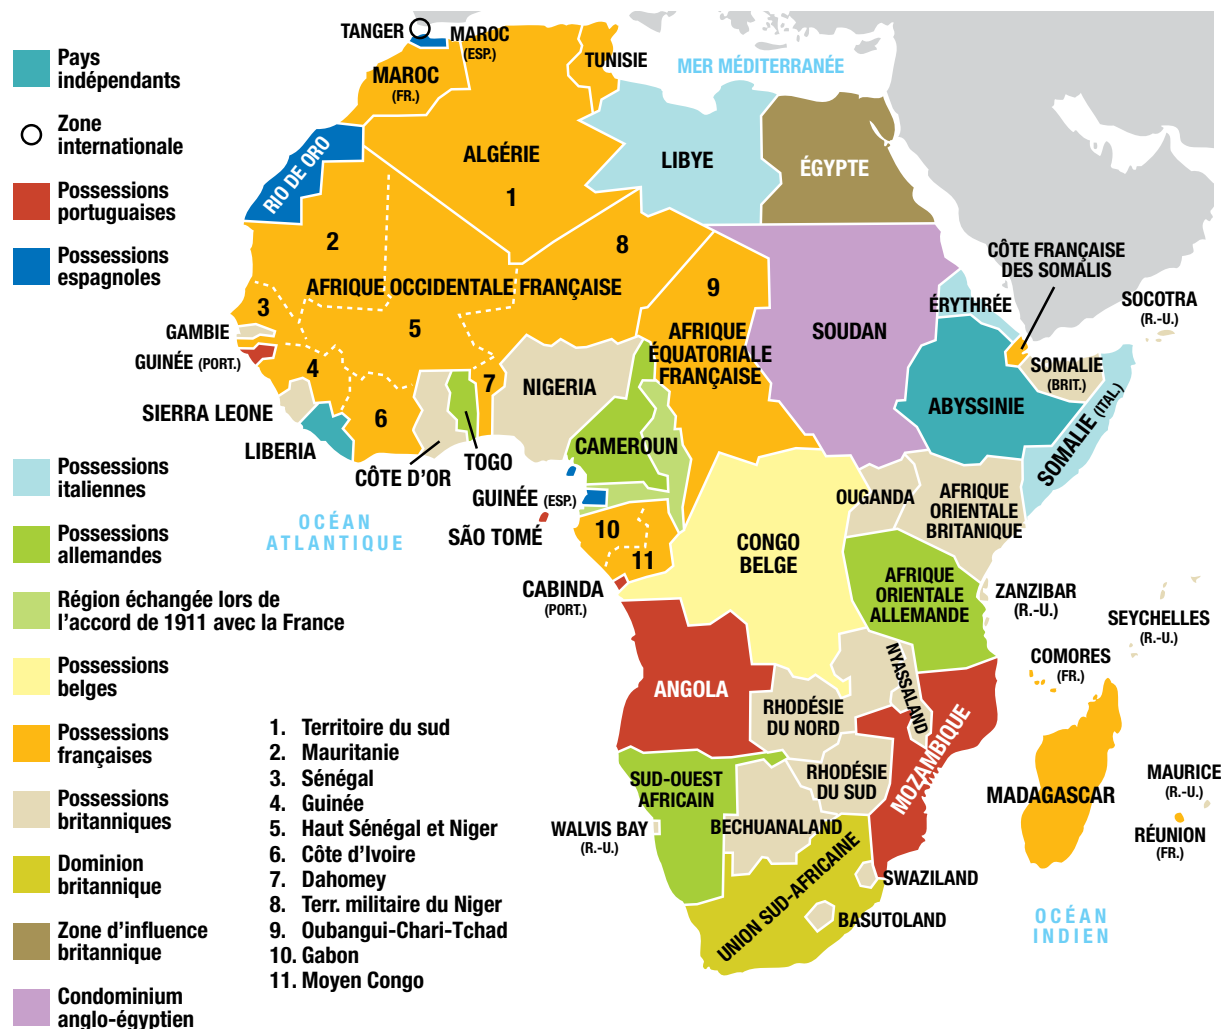 Pays
indépendants
Zone
internationale
Possessions
portuguaises
Possessions
espagnoles
Possessions
italiennes
Possessions
allemandes
Région échangée lors de
l'accord de 1911 avec la France
Possessions
belges
Possessions
françaises
Possessions
britanniques
Dominion
britannique
Zone d'influence
britannique
Condominium
anglo-égyptien
1. Territoire du sud
2. Mauritanie
3. Sénégal
4. Guinée
5. Haut Sénégal et Niger
6. Côte d'Ivoire
7. Dahomey
8. Terr. militaire du Niger
9. Oubangui-Chari-Tchad
10. Gabon
11. Moyen Congo
TANGER
MAROC
(ESP.)
MAROC
(FR.)
TUNISIE
MER MÉDITERRANÉE
RIO DE ORO
ALGÉRIE
1
LIBYE
ÉGYPTE
2
8
9
AFRIQUE OCCIDENTALE FRANÇAISE
3
5
4
6
7
GAMBIE
GUINÉE (PORT.)
SIERRA LEONE
LIBERIA
CÔTE D'OR
TOGO
NIGERIA
CAMEROUN
AFRIQUE
ÉQUATORIALE
FRANÇAISE
SOUDAN
CÔTE FRANÇAISE
DES SOMALIS
ÉRYTHRÉE
SOCOTRA
(R.-U.)
SOMALIE
(BRIT.)
ABYSSINIE
SOMALIE (ITAL.)
OCÉAN
ATLANTIQUE
GUINÉE (ESP.)
SÃO TOMÉ
10
11
CABINDA
(PORT.)
CONGO
BELGE
OUGANDA
AFRIQUE
ORIENTALE
BRITANIQUE
AFRIQUE
ORIENTALE
ALLEMANDE
ZANZIBAR
(R.-U.)
SEYCHELLES
(R.-U.)
COMORES
(FR.)
ANGOLA
RHODÉSIE
DU NORD
NYASSALAND
MOZAMBIQUE
RHODÉSIE
DU SUD
SUD-OUEST
AFRICAIN
WALVIS BAY
(R.-U.)
BECHUANALAND
MADAGASCAR
MAURICE
(R.-U.)
RÉUNION
(FR.)
UNION SUD-AFRICAINE
SWAZILAND
BASUTOLAND
OCÉAN
INDIEN